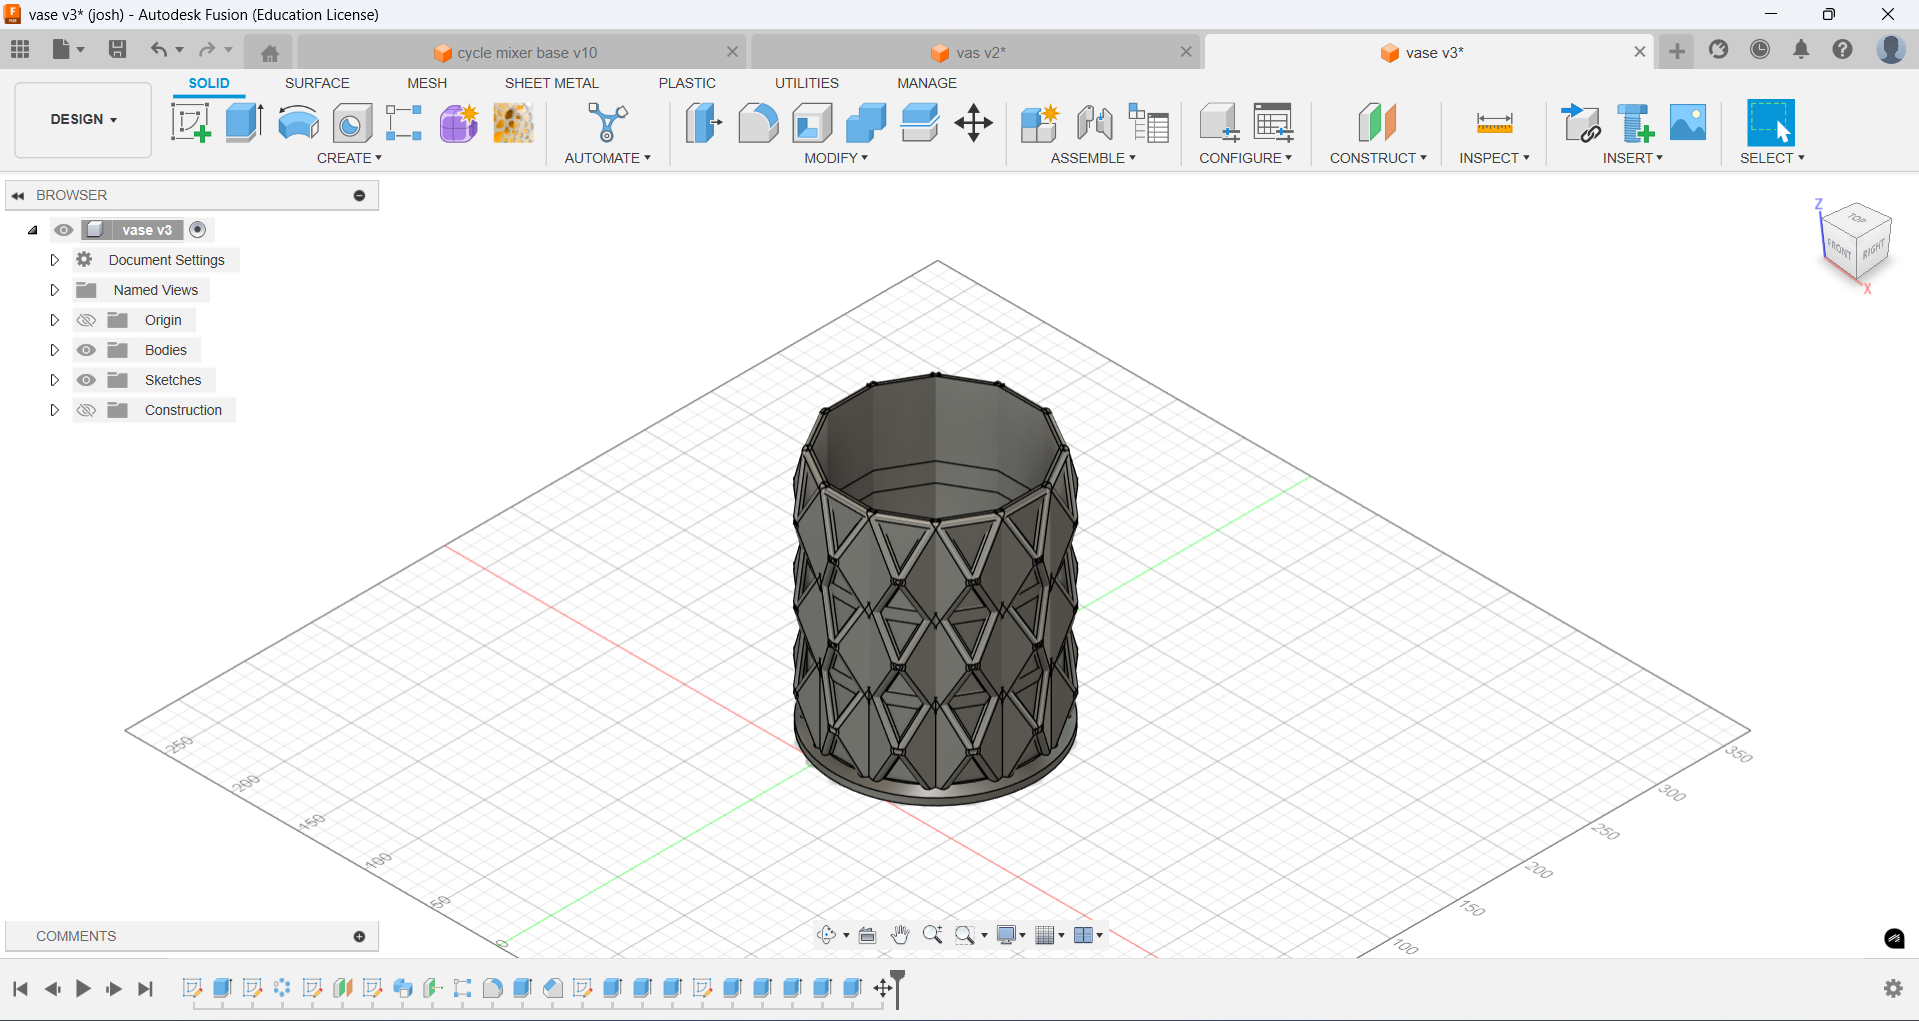 vase v3* (josh) - Autodesk Fusion (Education License)
cycle mixer base v10
vas v2*
vase v3*
SOLID
SURFACE
MESH
SHEET METAL
PLASTIC
UTILITIES
MANAGE
DESIGN
CREATE
AUTOMATE
MODIFY
ASSEMBLE
CONFIGURE
CONSTRUCT
INSPECT
INSERT
SELECT
BROWSER
vase v3
Document Settings
Named Views
Origin
Bodies
Sketches
Construction
Z
TOP
FRONT
RIGHT
X
250
200
150
100
50
0
350
300
250
200
150
100
COMMENTS